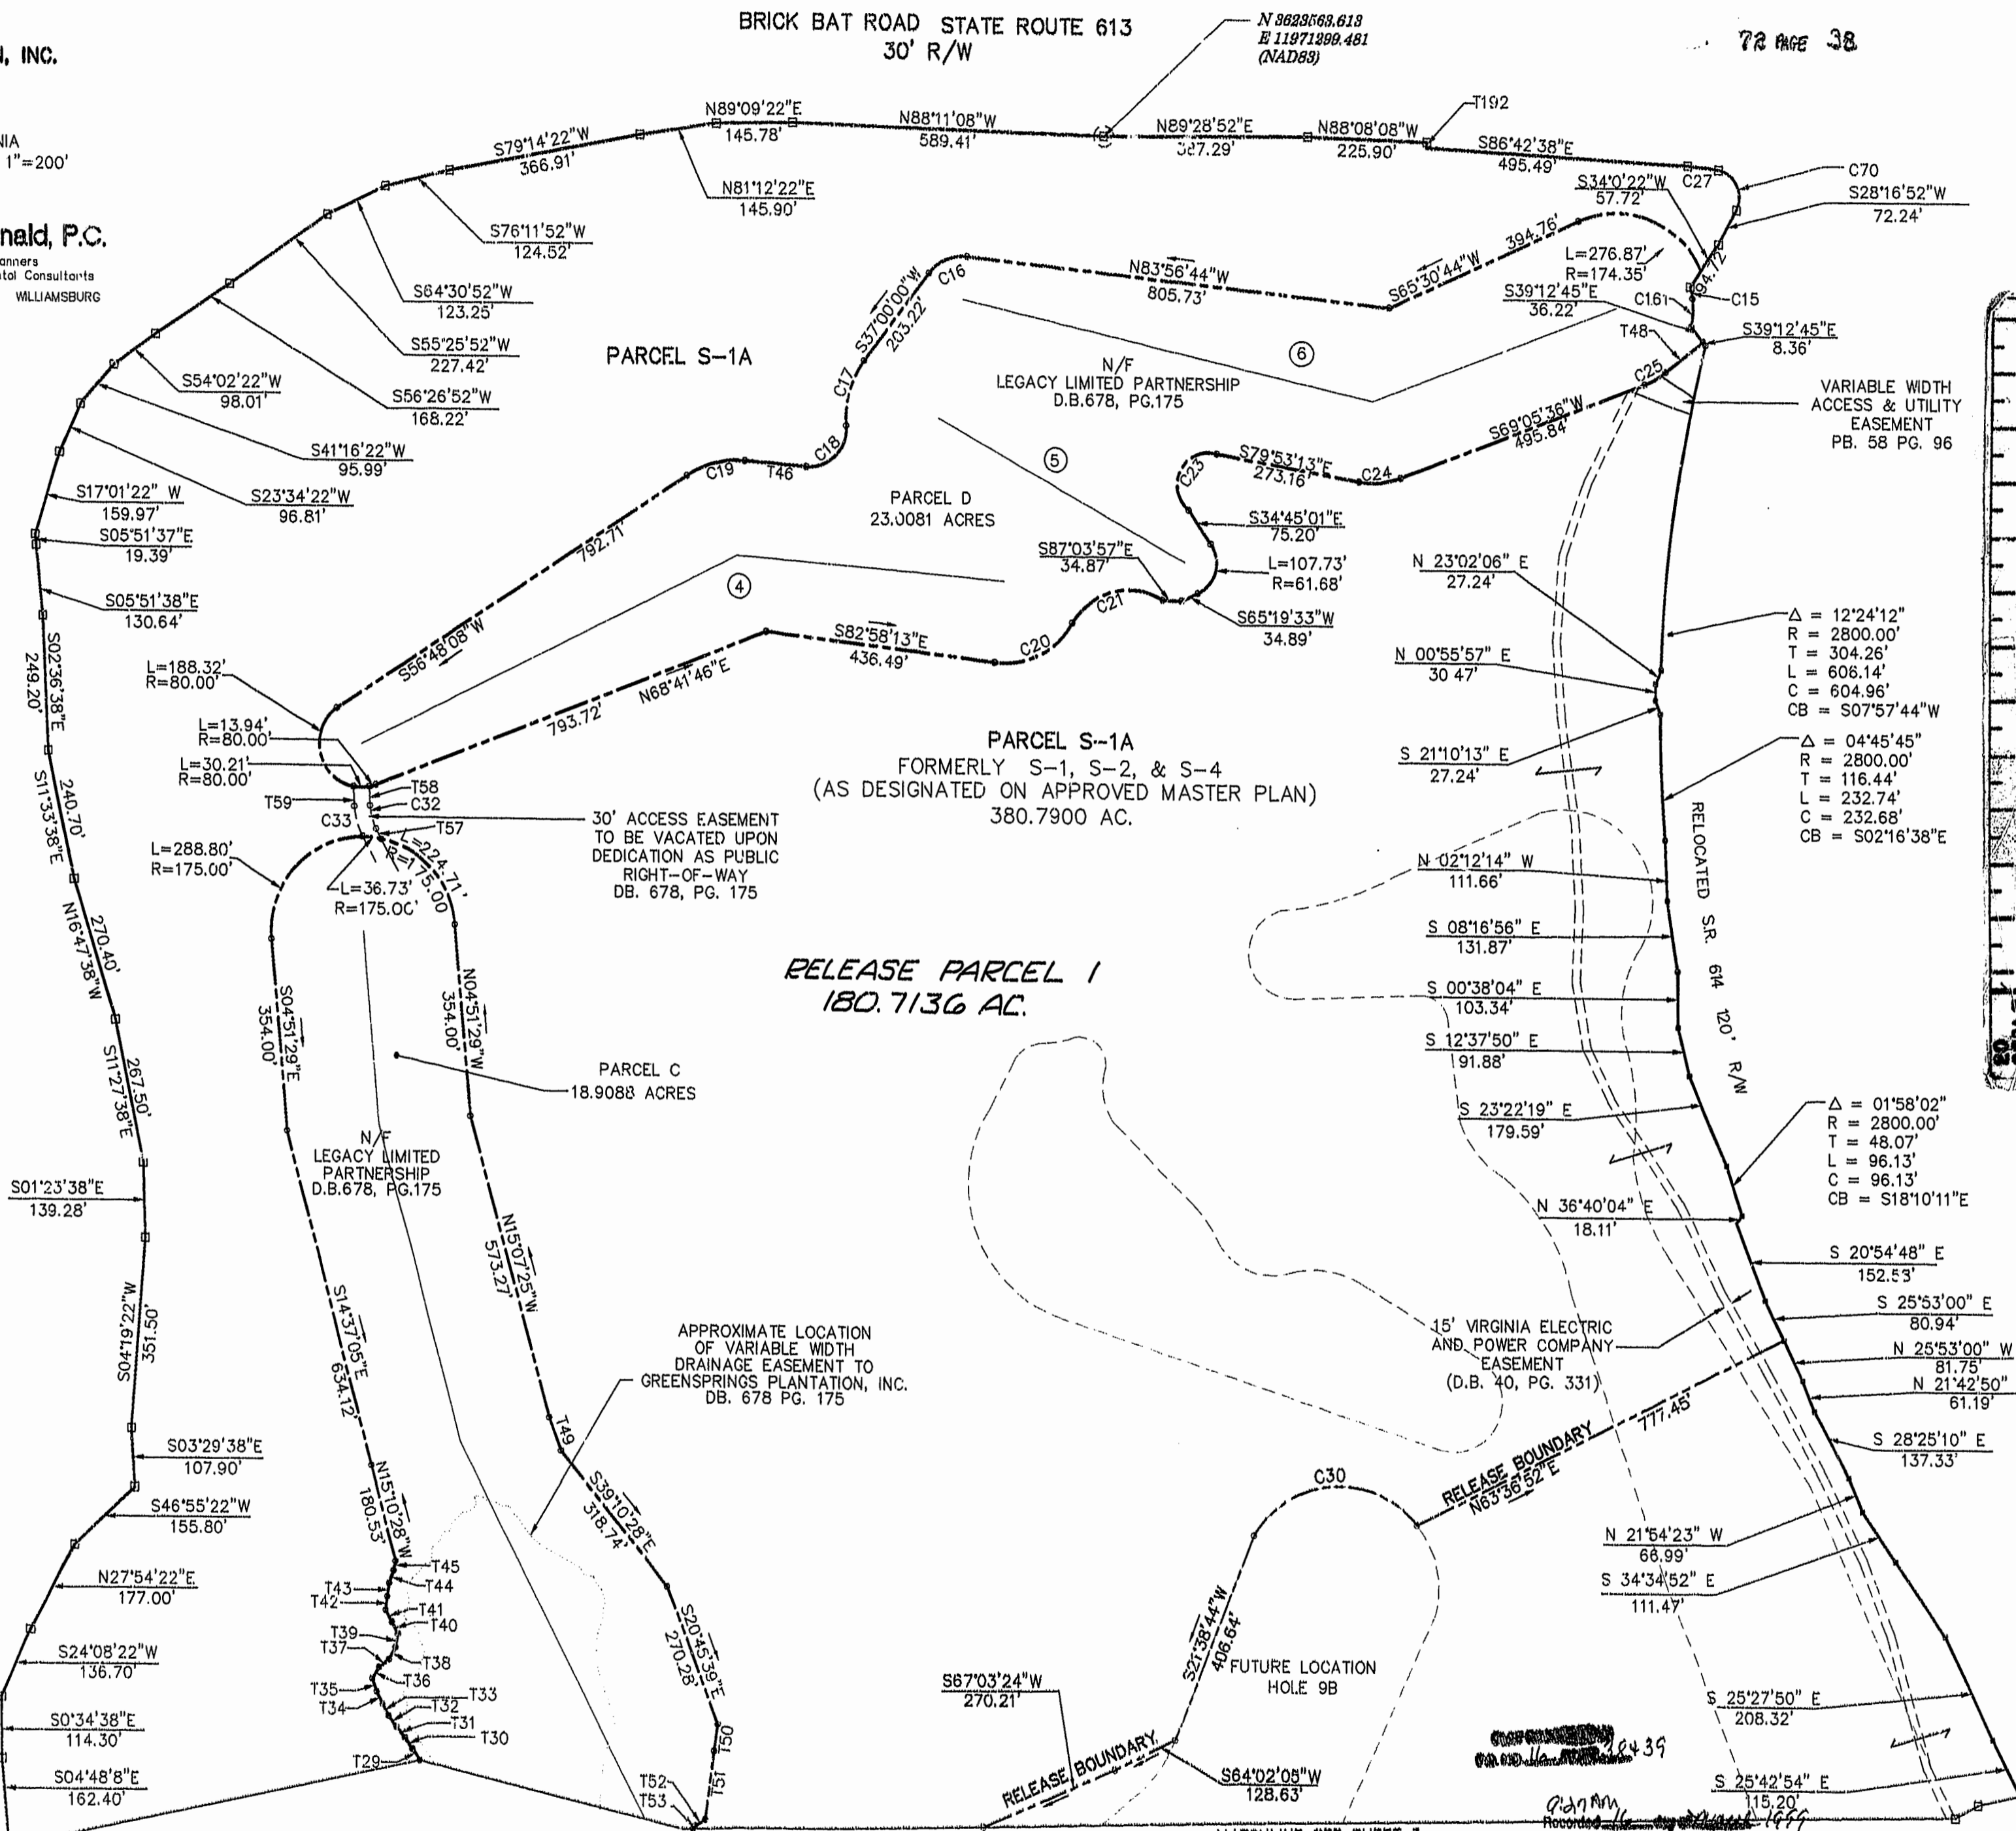 BRICK BAT ROAD STATE ROUTE 613
30' R/W
N 3623563.613
E 11971299.481
(NAD83)
72 PAGE 38
, INC.
NIA
1"=200'
nald, P.C.
anners
tal Consultants
WILLIAMSBURG
N89°09'22"E
145.78'
N88°11'08"W
589.41'
N89°28'52"E
N88°08'08"W
225.90'
T192
S86°42'38"E
495.49'
C27
C70
S28°16'52"W
72.24'
S34°0'22"W
57.72'
S79°14'22"W
366.91'
N81°12'22"E
145.90'
S76°11'52"W
124.52'
S64°30'52"W
123.25'
S55°25'52"W
227.42'
S56°26'52"W
168.22'
S54°02'22"W
98.01'
S41°16'22"W
95.99'
S23°34'22"W
96.81'
S17°01'22" W
159.97'
S05°51'37"E
19.39'
S05°51'38"E
130.64'
S02°36'38"E
249.20'
240.70'
S11°33'38"E
270.40'
N16°47'38"W
267.50'
S11°27'38"E
S01°23'38"E
139.28'
S04°19'22"W
351.50'
S03°29'38"E
107.90'
S46°55'22"W
155.80'
N27°54'22"E
177.00'
S24°08'22"W
136.70'
S0°34'38"E
114.30'
S04°48'8"E
162.40'
PARCEL S-1A
C16
S37°00'00"W
203.22'
C17
C18
T46
C19
N83°56'44"W
805.73'
S65°30'44"W
394.76'
L=276.87'
R=174.35'
94.72'
C15
C161
S39°12'45"E
36.22'
T48
S39°12'45"E
8.36'
C25
VARIABLE WIDTH
ACCESS & UTILITY
EASEMENT
PB. 58 PG. 96
6
N/F
LEGACY LIMITED PARTNERSHIP
D.B.678, PG.175
5
PARCEL D
23.0081 ACRES
4
S69°05'36"W
495.84'
C24
S79°53'13"E
273.16'
C23
S34°45'01"E
75.20'
L=107.73'
R=61.68'
S87°03'57"E
34.87'
S65°19'33"W
34.89'
C21
C20
S82°58'13"E
436.49'
N68°41'46"E
793.72'
792.71'
S56°48'08"W
L=188.32'
R=80.00'
L=13.94'
R=80.00'
L=30.21'
R=80.00'
T59
T58
C32
C33
T57
L=224.71'
R=175.00
L=288.80'
R=175.00'
L=36.73'
R=175.00'
30' ACCESS EASEMENT
TO BE VACATED UPON
DEDICATION AS PUBLIC
RIGHT-OF-WAY
DB. 678, PG. 175
PARCEL S-1A
FORMERLY S-1, S-2, & S-4
(AS DESIGNATED ON APPROVED MASTER PLAN)
380.7900 AC.
RELEASE PARCEL 1
180.7136 AC.
N 23°02'06" E
27.24'
N 00°55'57" E
30.47'
S 21°10'13" E
27.24'
Δ = 12°24'12"
R = 2800.00'
T = 304.26'
L = 606.14'
C = 604.96'
CB = S07°57'44"W
Δ = 04°45'45"
R = 2800.00'
T = 116.44'
L = 232.74'
C = 232.68'
CB = S02°16'38"E
RELOCATED S.R. 614 120' R/W
N 02°12'14" W
111.66'
S 08°16'56" E
131.87'
S 00°38'04" E
103.34'
S 12°37'50" E
91.88'
S 23°22'19" E
179.59'
Δ = 01°58'02"
R = 2800.00'
T = 48.07'
L = 96.13'
C = 96.13'
CB = S18°10'11"E
N 36°40'04" E
18.11'
S 20°54'48" E
152.53'
S 25°53'00" E
80.94'
N 25°53'00" W
81.75'
N 21°42'50"
61.19'
S 28°25'10" E
137.33'
N 21°54'23" W
66.99'
S 34°34'52" E
111.47'
S 25°27'50" E
208.32'
S 25°42'54" E
115.20'
S04°51'29"E
354.00'
N04°51'29"W
354.00'
PARCEL C
18.9088 ACRES
N/F
LEGACY LIMITED
PARTNERSHIP
D.B.678, PG.175
S14°37'05"E
634.12'
N15°07'25"W
573.27'
T49
S39°10'28"E
318.74'
N15°10'28"W
180.53'
S20°45'39"E
270.28'
APPROXIMATE LOCATION
OF VARIABLE WIDTH
DRAINAGE EASEMENT TO
GREENSPRINGS PLANTATION, INC.
DB. 678 PG. 175
T45
T44
T43
T42
T41
T40
T39
T37
T38
T36
T35
T34
T33
T32
T31
T30
T29
T50
T51
T52
T53
15' VIRGINIA ELECTRIC
AND POWER COMPANY
EASEMENT
(D.B. 40, PG. 331)
RELEASE BOUNDARY
777.45'
N63°36'52"E
C30
S21°38'44"W
406.64'
FUTURE LOCATION
HOLE 9B
S67°03'24"W
270.21'
RELEASE BOUNDARY
S64°02'05"W
128.63'
Recorded
1999